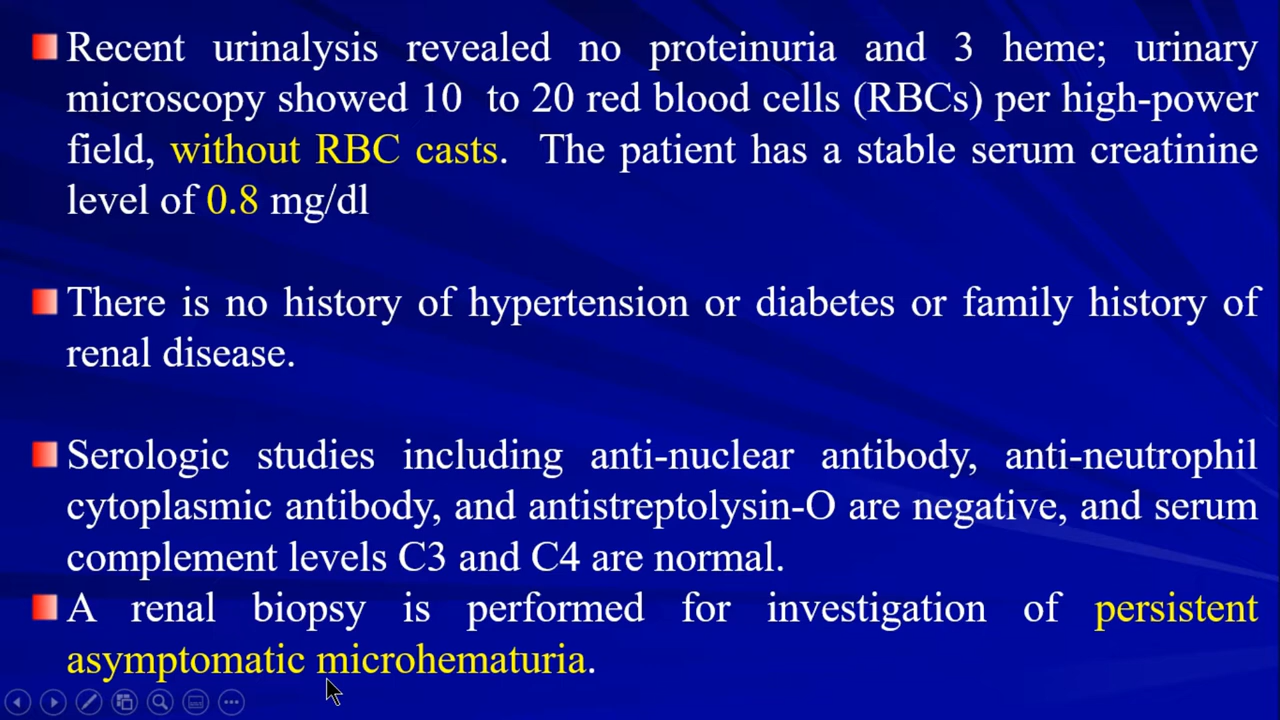 Recent urinalysis revealed no proteinuria and 3 heme; urinary
microscopy showed 10 to 20 red blood cells (RBCs) per high-power
field, without RBC casts. The patient has a stable serum creatinine
level of 0.8 mg/dl
There is no history of hypertension or diabetes or family history of
renal disease.
Serologic studies including anti-nuclear antibody, anti-neutrophil
cytoplasmic antibody, and antistreptolysin-O are negative, and serum
complement levels C3 and C4 are normal.
A renal biopsy is performed for investigation of persistent
asymptomatic microhematuria.